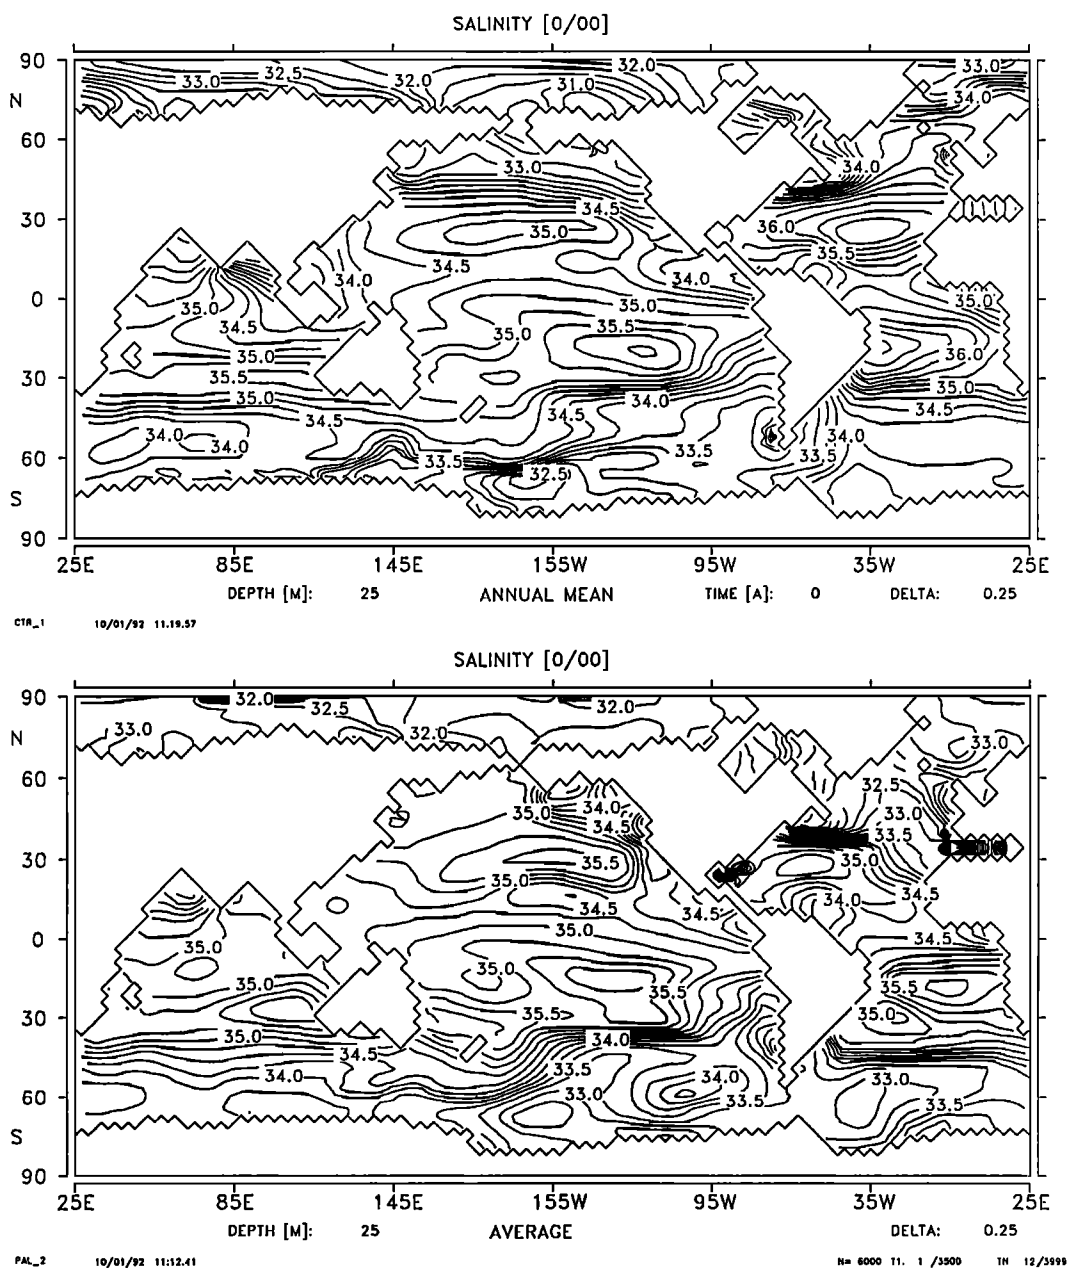 SALINITY [0/00]
90
N
60
30
0
30
60
S
90
33.0 32.5 32.0 31.0 32.0 33.0
34.0
33.0 34.0
34.5 35.0 36.0 35.5
34.5 34.0 34.0
35.0 34.5 35.0 35.0
35.0 35.5 36.0
35.0 35.5 35.0 34.0 35.0
34.5 34.5 34.5
34.0 34.0 33.5 33.5 34.0 33.5
32.5
25E 85E 145E 155W 95W 35W 25E
DEPTH [M]: 25 ANNUAL MEAN TIME [A]: 0 DELTA: 0.25
CTR_1 10/01/92 11.19.57
SALINITY [0/00]
90
N
60
30
0
30
60
S
90
32.0 32.5 32.0 32.0
33.0 33.0
35.0 34.0 34.5 32.5 33.0 33.5
35.5 35.0 35.0
34.5 34.5 34.0 34.5
35.0 35.0 34.5
35.0 35.0 35.5 35.5
35.5 35.0
35.0 34.5 34.0
34.0 33.5 33.0 34.0 33.5 33.0 33.5
25E 85E 145E 155W 95W 35W 25E
DEPTH [M]: 25 AVERAGE DELTA: 0.25
PAL_2 10/01/92 11:12.41 N= 6000 T1. 1 /3500 TN 12/3999